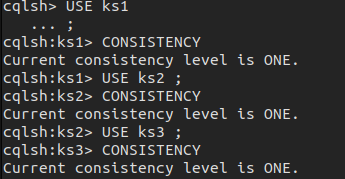 cqlsh> USE ks1
   ... ;
cqlsh:ks1> CONSISTENCY
Current consistency level is ONE.
cqlsh:ks1> USE ks2 ;
cqlsh:ks2> CONSISTENCY
Current consistency level is ONE.
cqlsh:ks2> USE ks3 ;
cqlsh:ks3> CONSISTENCY
Current consistency level is ONE.